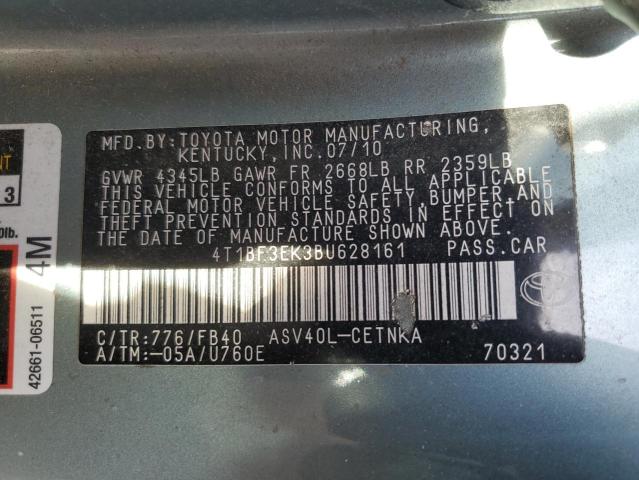 MFD. BY: TOYOTA MOTOR MANUFACTURING,
KENTUCKY, INC. 07/10
GVWR 4345LB GAWR FR 2668LB RR 2359LB
THIS VEHICLE CONFORMS TO ALL APPLICABLE
FEDERAL MOTOR VEHICLE SAFETY, BUMPER, AND
THEFT PREVENTION STANDARDS IN EFFECT ON
THE DATE OF MANUFACTURE SHOWN ABOVE.
4T1BF3EK3BU628161 PASS. CAR
C/TR: 776/FB40 ASV40L-CETNKA
A/TM: -05A/U760E 70321
3
lb.
4M
42661-06511